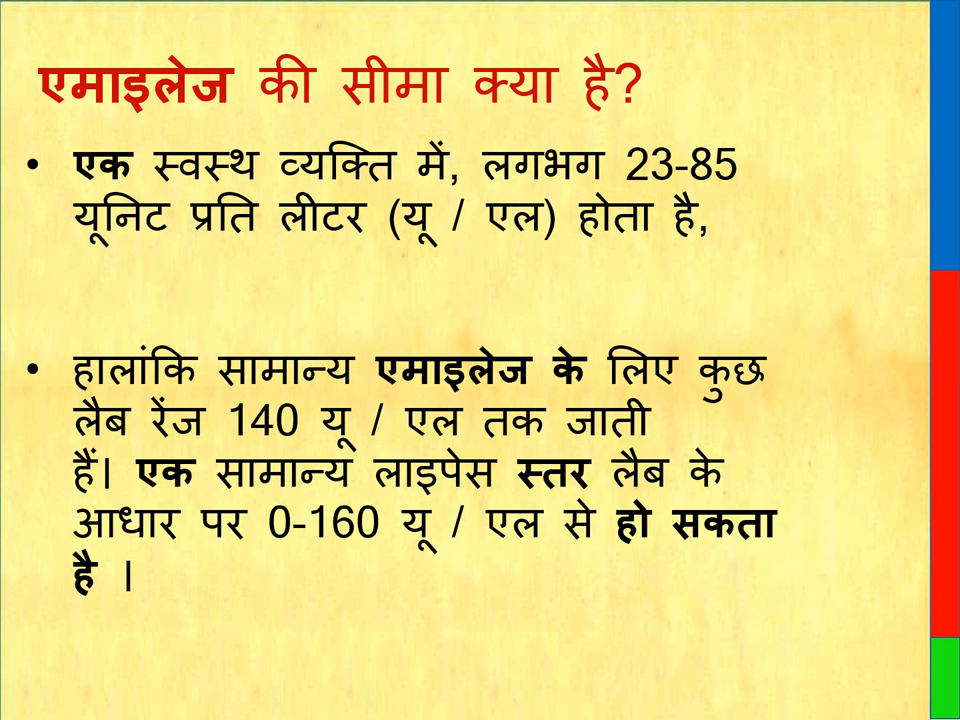 एमाइलेज की सीमा क्या है?
• एक स्वस्थ व्यक्ति में, लगभग 23-85
यूनिट प्रति लीटर (यू / एल) होता है,
• हालांकि सामान्य एमाइलेज के लिए कुछ
लैब रेंज 140 यू / एल तक जाती
हैं। एक सामान्य लाइपेस स्तर लैब के
आधार पर 0-160 यू / एल से हो सकता
है ।